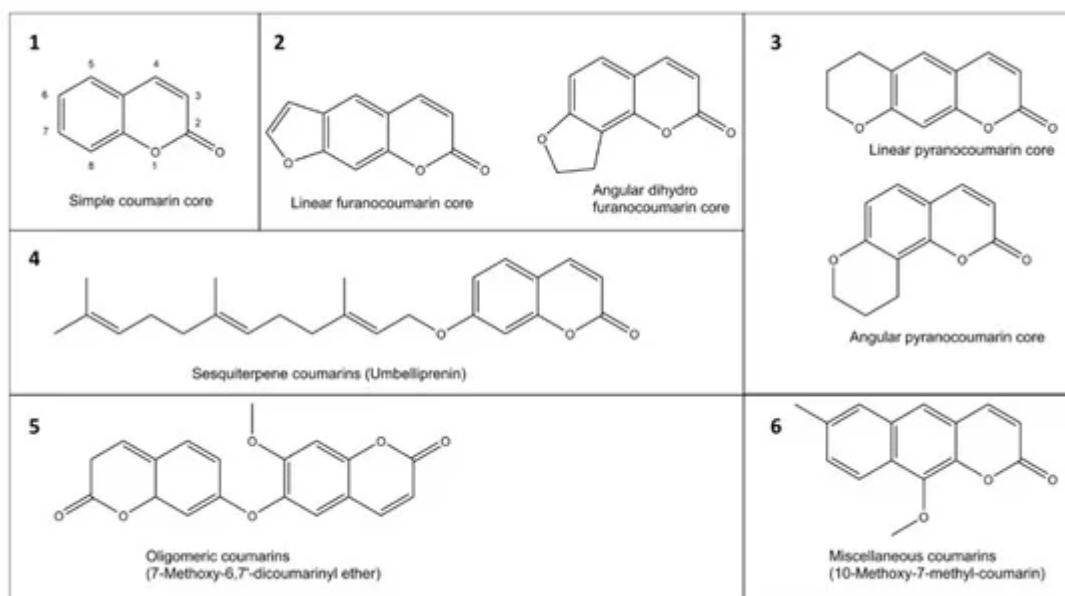 1
5
4
6
3
7
2
8
O
1
O
Simple coumarin core
2
O
O
O
Linear furanocoumarin core
O
O
O
Angular dihydro
furanocoumarin core
3
O
O
O
Linear pyranocoumarin core
O
O
O
Angular pyranocoumarin core
4
O
O
O
Sesquiterpene coumarins (Umbelliprenin)
5
O
O
O
O
O
O
Oligomeric coumarins
(7-Methoxy-6,7"-dicoumarinyl ether)
6
O
O
O
Miscellaneous coumarins
(10-Methoxy-7-methyl-coumarin)